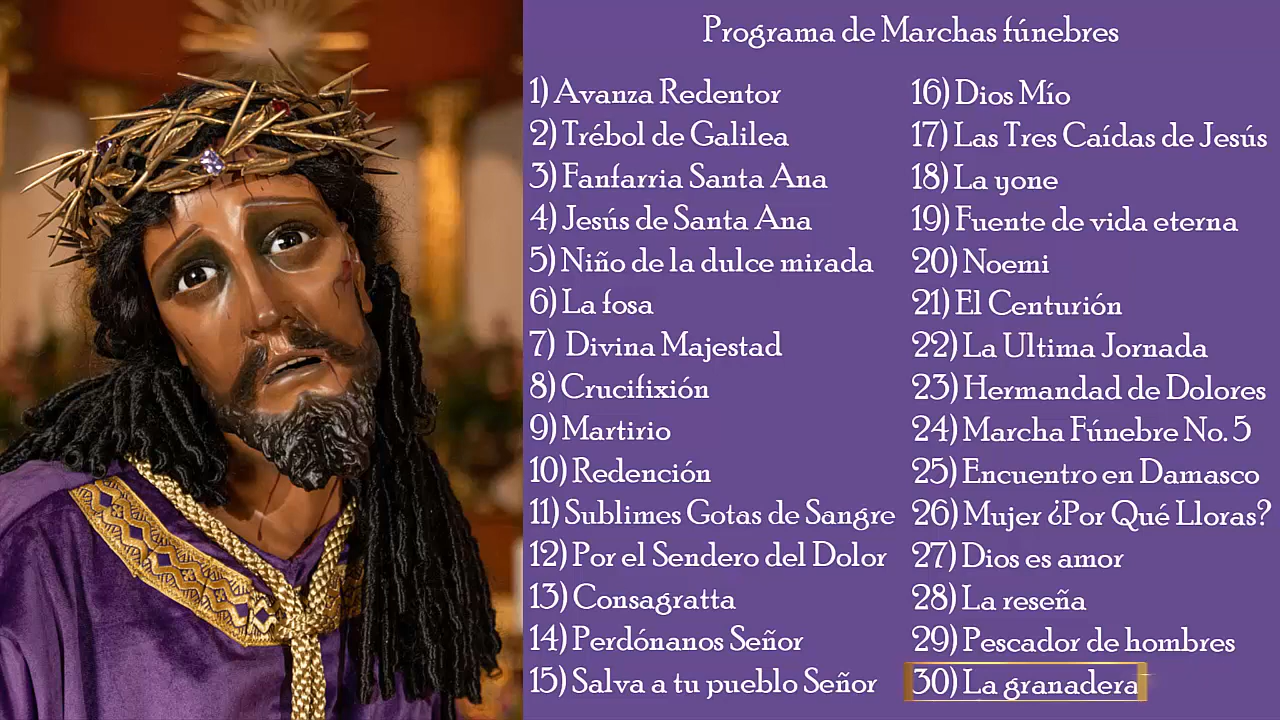 Programa de Marchas fúnebres
1) Avanza Redentor
2) Trébol de Galilea
3) Fanfarria Santa Ana
4) Jesús de Santa Ana
5) Niño de la dulce mirada
6) La fosa
7) Divina Majestad
8) Crucifixión
9) Martirio
10) Redención
11) Sublimes Gotas de Sangre
12) Por el Sendero del Dolor
13) Consagratta
14) Perdónanos Señor
15) Salva a tu pueblo Señor
16) Dios Mío
17) Las Tres Caídas de Jesús
18) La yone
19) Fuente de vida eterna
20) Noemi
21) El Centurión
22) La Ultima Jornada
23) Hermandad de Dolores
24) Marcha Fúnebre No. 5
25) Encuentro en Damasco
26) Mujer ¿Por Qué Lloras?
27) Dios es amor
28) La reseña
29) Pescador de hombres
30) La granadera